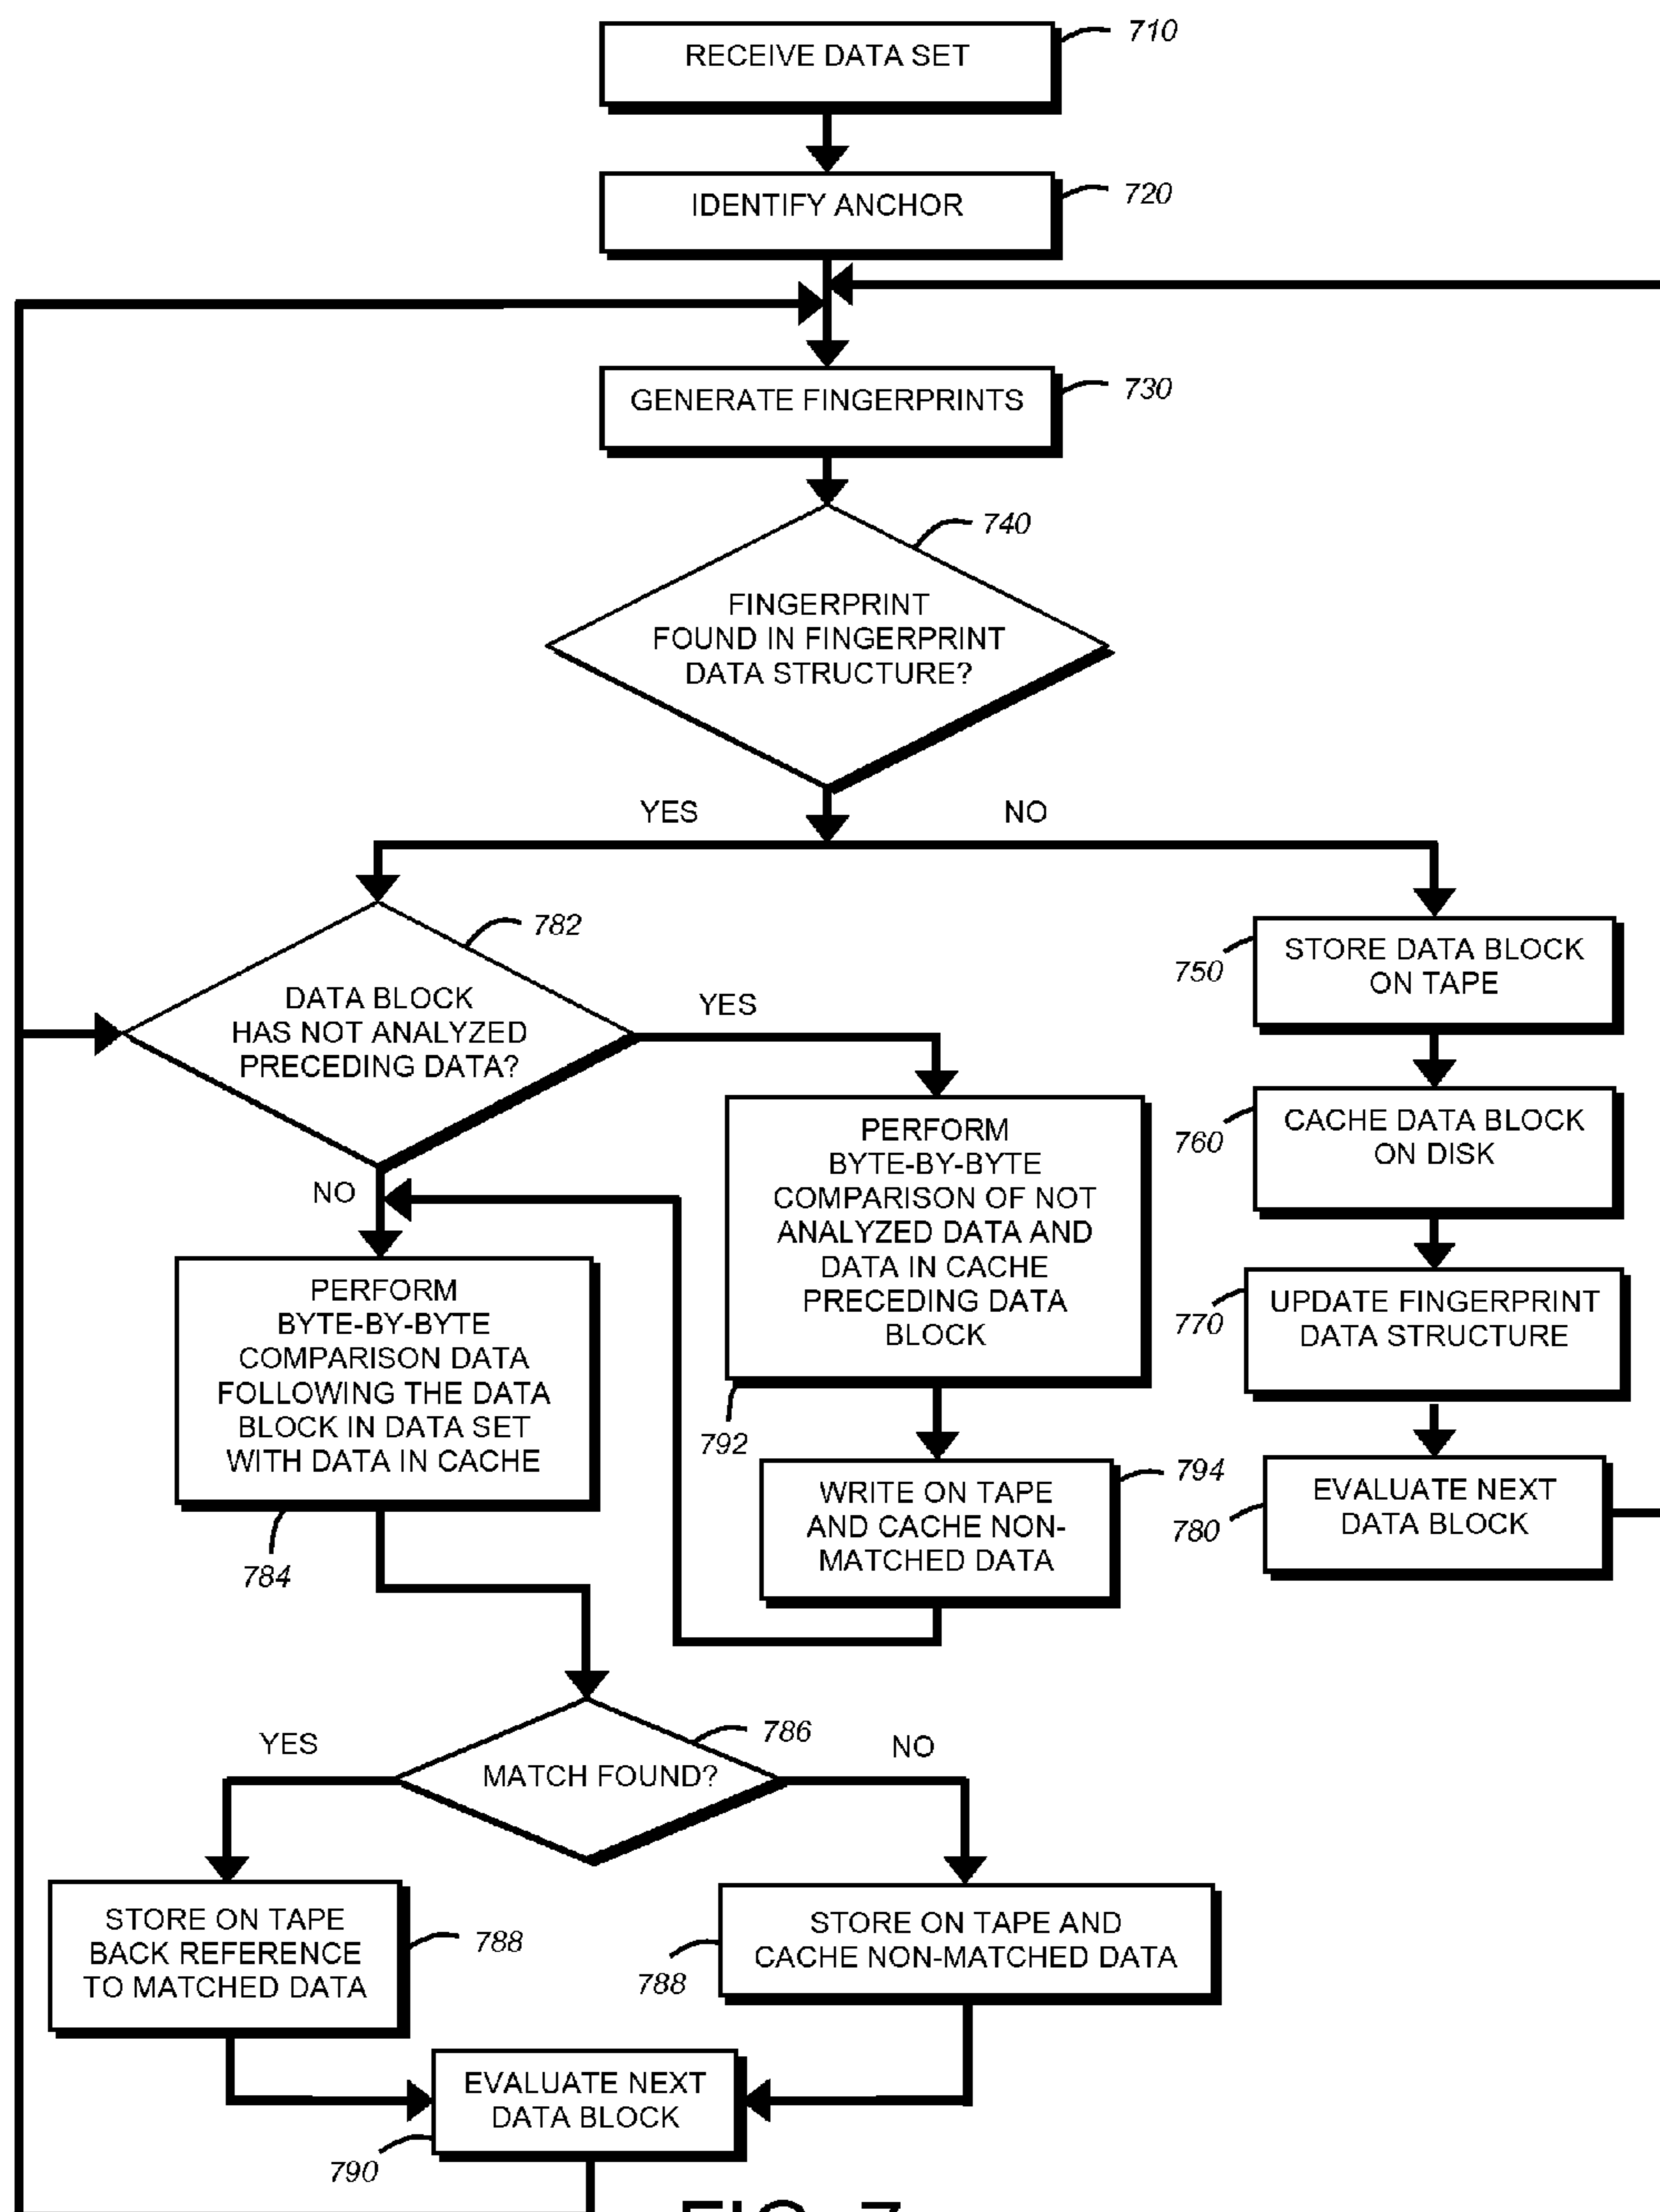 RECEIVE DATA SET
710
IDENTIFY ANCHOR
720
GENERATE FINGERPRINTS
730
740
FINGERPRINT
FOUND IN FINGERPRINT
DATA STRUCTURE?
YES
NO
782
DATA BLOCK
HAS NOT ANALYZED
PRECEDING DATA?
YES
NO
750
STORE DATA BLOCK
ON TAPE
760
CACHE DATA BLOCK
ON DISK
770
UPDATE FINGERPRINT
DATA STRUCTURE
780
EVALUATE NEXT
DATA BLOCK
PERFORM
BYTE-BY-BYTE
COMPARISON OF NOT
ANALYZED DATA AND
DATA IN CACHE
PRECEDING DATA
BLOCK
792
WRITE ON TAPE
AND CACHE NON-
MATCHED DATA
794
PERFORM
BYTE-BY-BYTE
COMPARISON DATA
FOLLOWING THE DATA
BLOCK IN DATA SET
WITH DATA IN CACHE
784
786
MATCH FOUND?
YES
NO
STORE ON TAPE
BACK REFERENCE
TO MATCHED DATA
788
STORE ON TAPE AND
CACHE NON-MATCHED DATA
788
EVALUATE NEXT
DATA BLOCK
790
FIG. 7